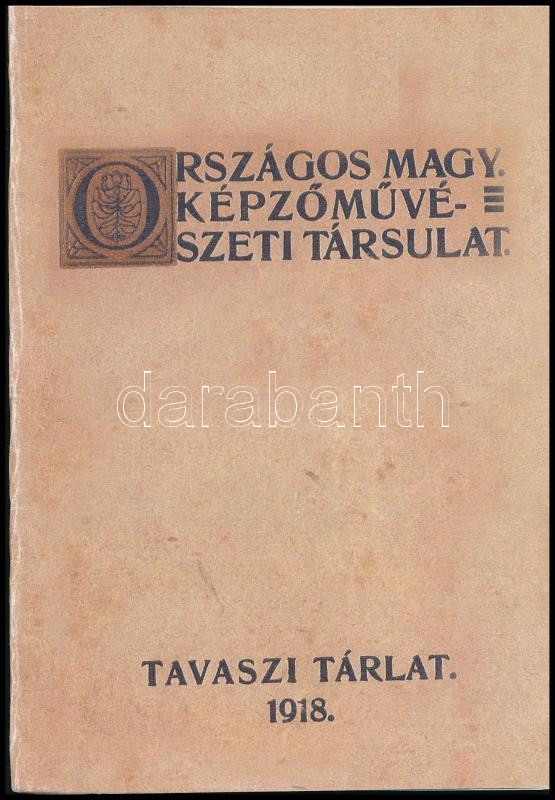 ORSZÁGOS MAGY.
KÉPZŐMŰVÉ-
SZETI TÁRSULAT.
darabanth
TAVASZI TÁRLAT.
1918.